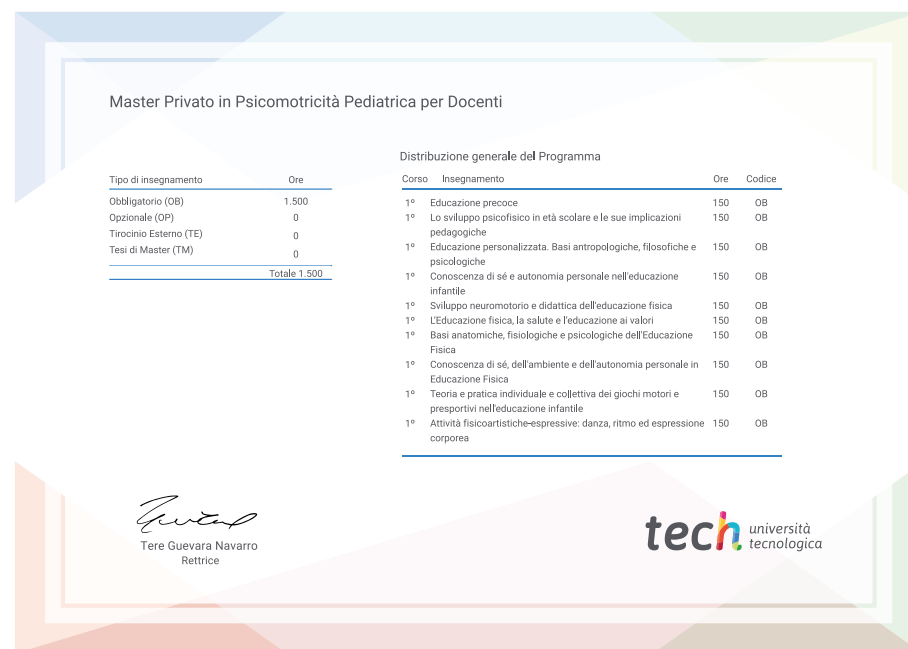 Master Privato in Psicomotricità Pediatrica per Docenti
Tipo di insegnamento Ore
Obbligatorio (OB) 1.500
Opzionale (OP) 0
Tirocinio Esterno (TE) 0
Tesi di Master (TM) 0
Totale 1.500
Distribuzione generale del Programma
Corso Insegnamento Ore Codice
1º Educazione precoce 150 OB
1º Lo sviluppo psicofisico in età scolare e le sue implicazioni 150 OB
pedagogiche
1º Educazione personalizzata. Basi antropologiche, filosofiche e 150 OB
psicologiche
1º Conoscenza di sé e autonomia personale nell'educazione 150 OB
infantile
1º Sviluppo neuromotorio e didattica dell'educazione fisica 150 OB
1º L'Educazione fisica, la salute e l'educazione ai valori 150 OB
1º Basi anatomiche, fisiologiche e psicologiche dell'Educazione 150 OB
Fisica
1º Conoscenza di sé, dell'ambiente e dell'autonomia personale in 150 OB
Educazione Fisica
1º Teoria e pratica individuale e collettiva dei giochi motori e 150 OB
presportivi nell'educazione infantile
1º Attività fisicoartistiche-espressive: danza, ritmo ed espressione 150 OB
corporea
Tere Guevara Navarro
Rettrice
tech università
tecnologica